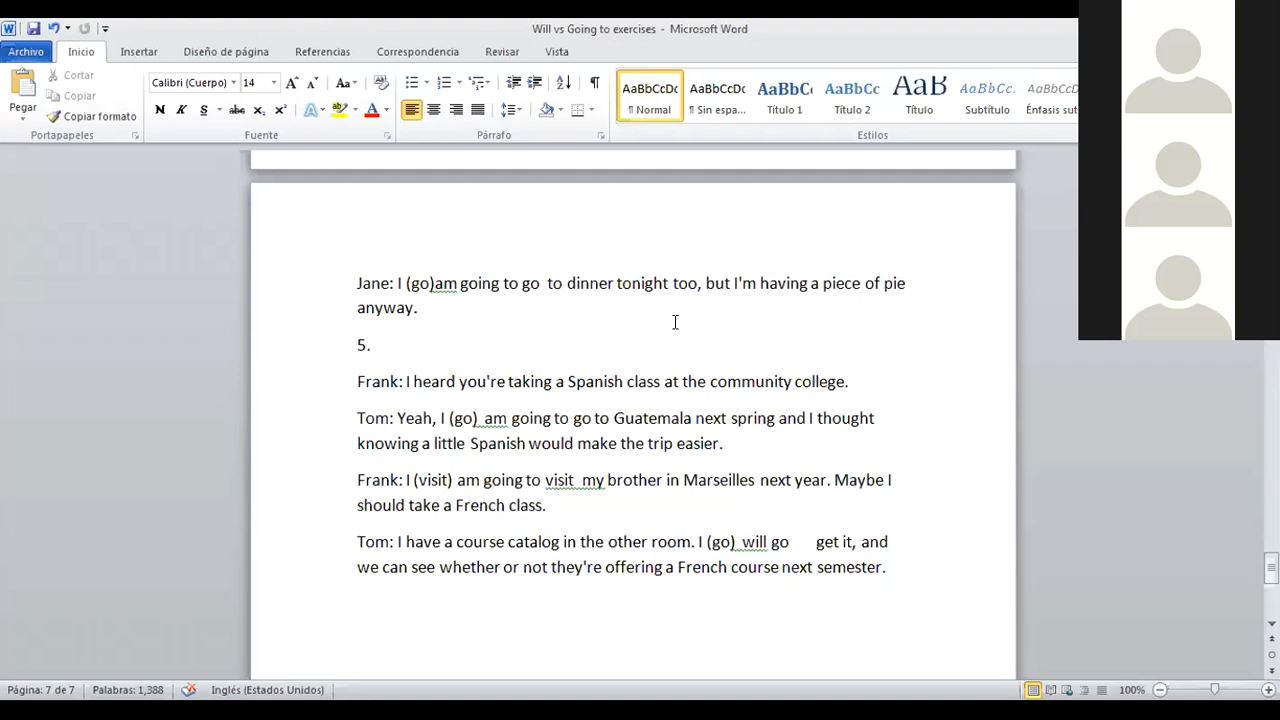 Will vs Going to exercises - Microsoft Word
Archivo Inicio Insertar Diseño de página Referencias Correspondencia Revisar Vista
Pegar
Cortar
Copiar
Copiar formato
Portapapeles
Calibri (Cuerpo) 14
N K S abc x₂ x²
Fuente
Párrafo
AaBbCcDc AaBbCcDc AaBbC AaBbCc AaB AaBbCc. AaBbCcDc
¶ Normal ¶ Sin espa... Título 1 Título 2 Título Subtítulo Énfasis sut
Estilos
Jane: I (go)am going to go to dinner tonight too, but I'm having a piece of pie
anyway.
5.
Frank: I heard you're taking a Spanish class at the community college.
Tom: Yeah, I (go) am going to go to Guatemala next spring and I thought
knowing a little Spanish would make the trip easier.
Frank: I (visit) am going to visit my brother in Marseilles next year. Maybe I
should take a French class.
Tom: I have a course catalog in the other room. I (go) will go get it, and
we can see whether or not they're offering a French course next semester.
Página: 7 de 7 Palabras: 1,388 Inglés (Estados Unidos) 100%